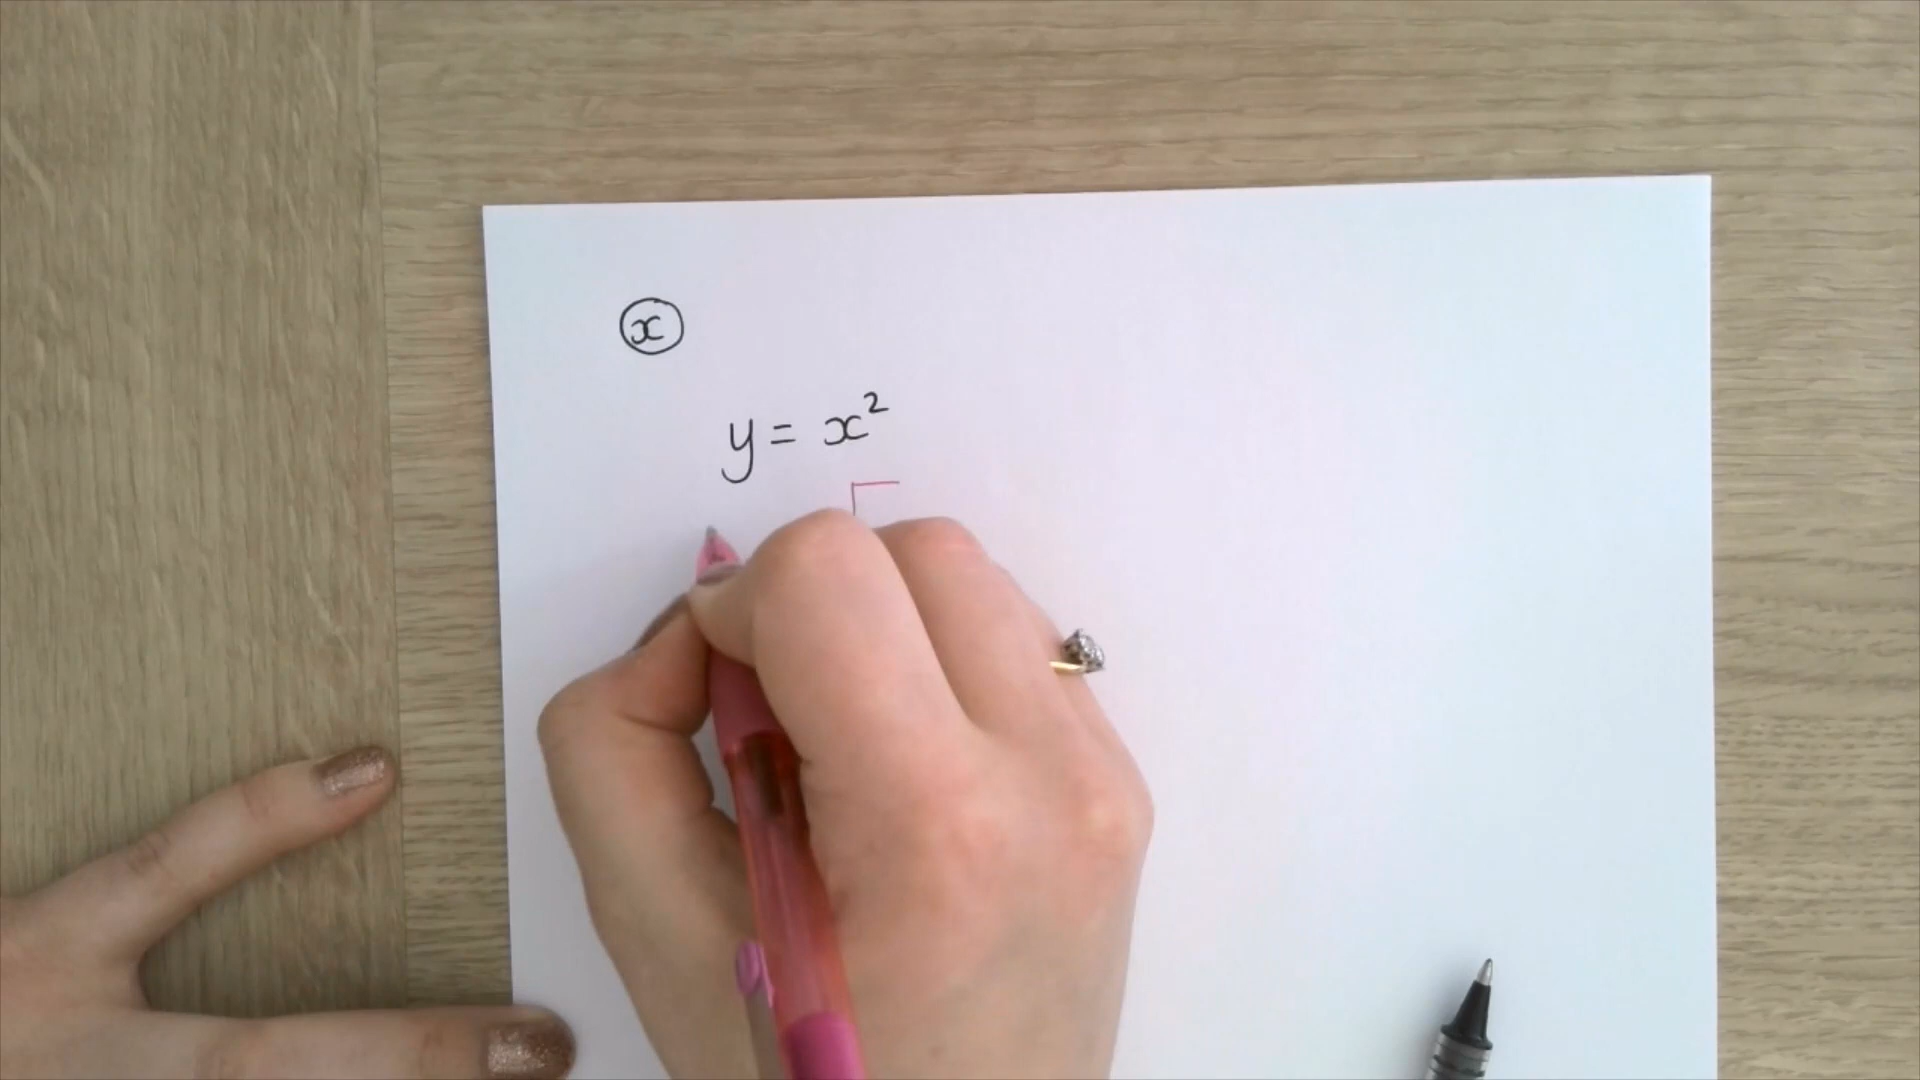 x
y = x²